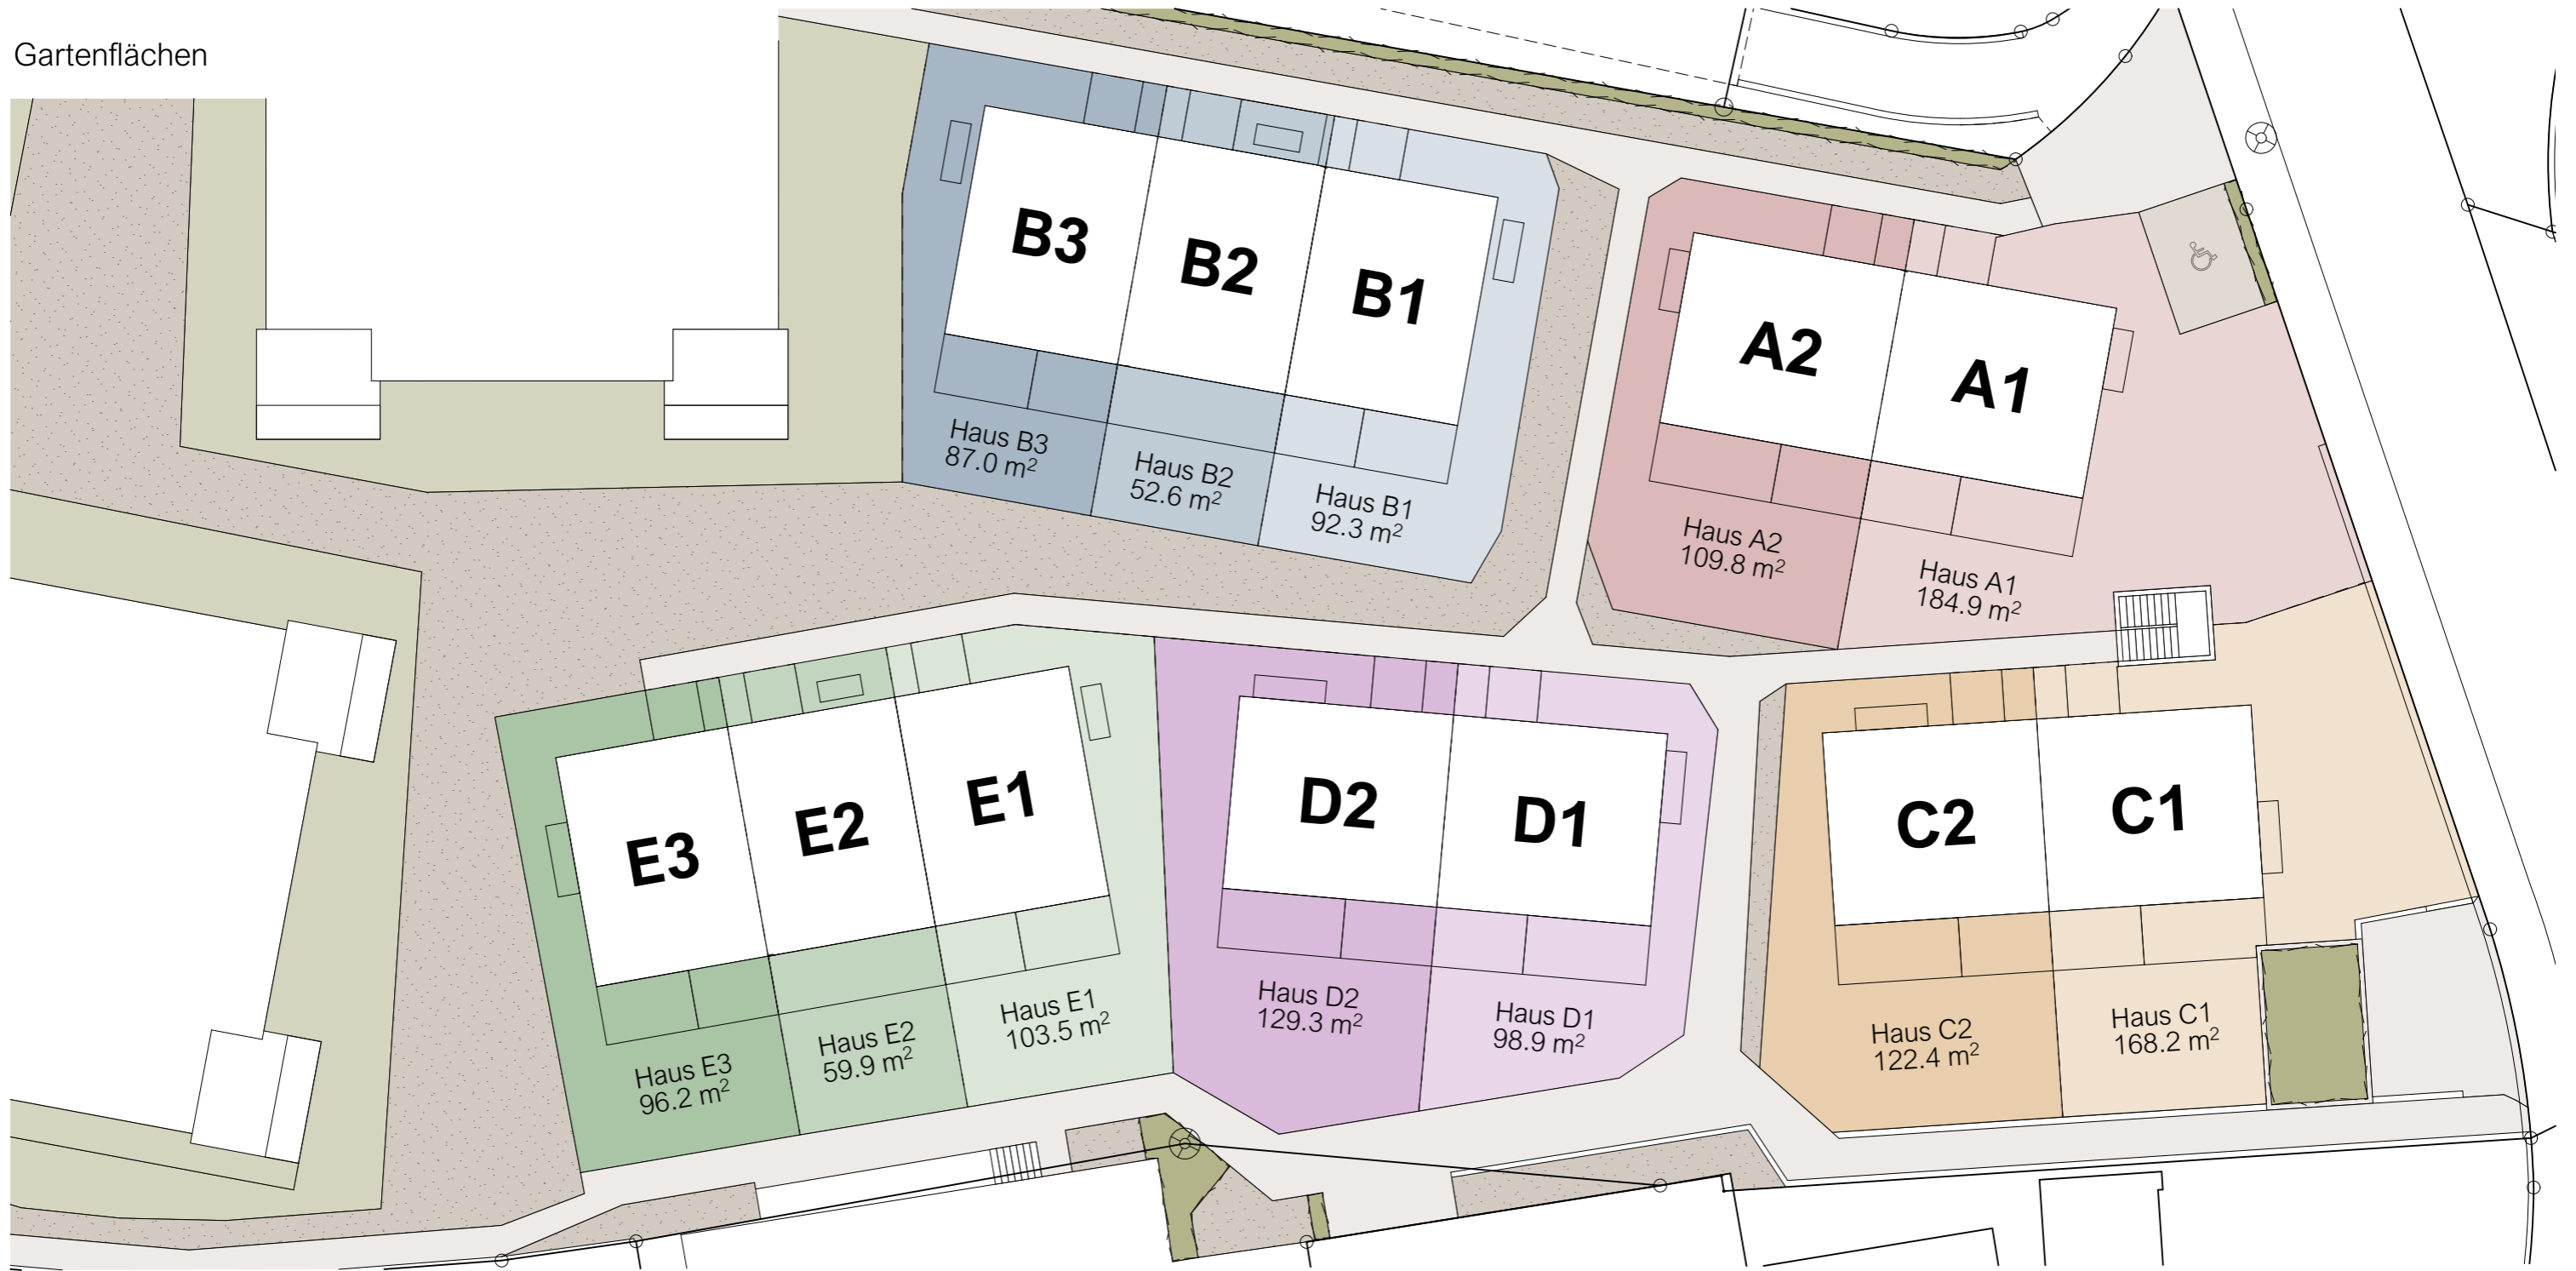 Gartenflächen
B3
B2
B1
A2
A1
Haus B3
87.0 m²
Haus B2
52.6 m²
Haus B1
92.3 m²
Haus A2
109.8 m²
Haus A1
184.9 m²
E3
E2
E1
D2
D1
C2
C1
Haus E3
96.2 m²
Haus E2
59.9 m²
Haus E1
103.5 m²
Haus D2
129.3 m²
Haus D1
98.9 m²
Haus C2
122.4 m²
Haus C1
168.2 m²